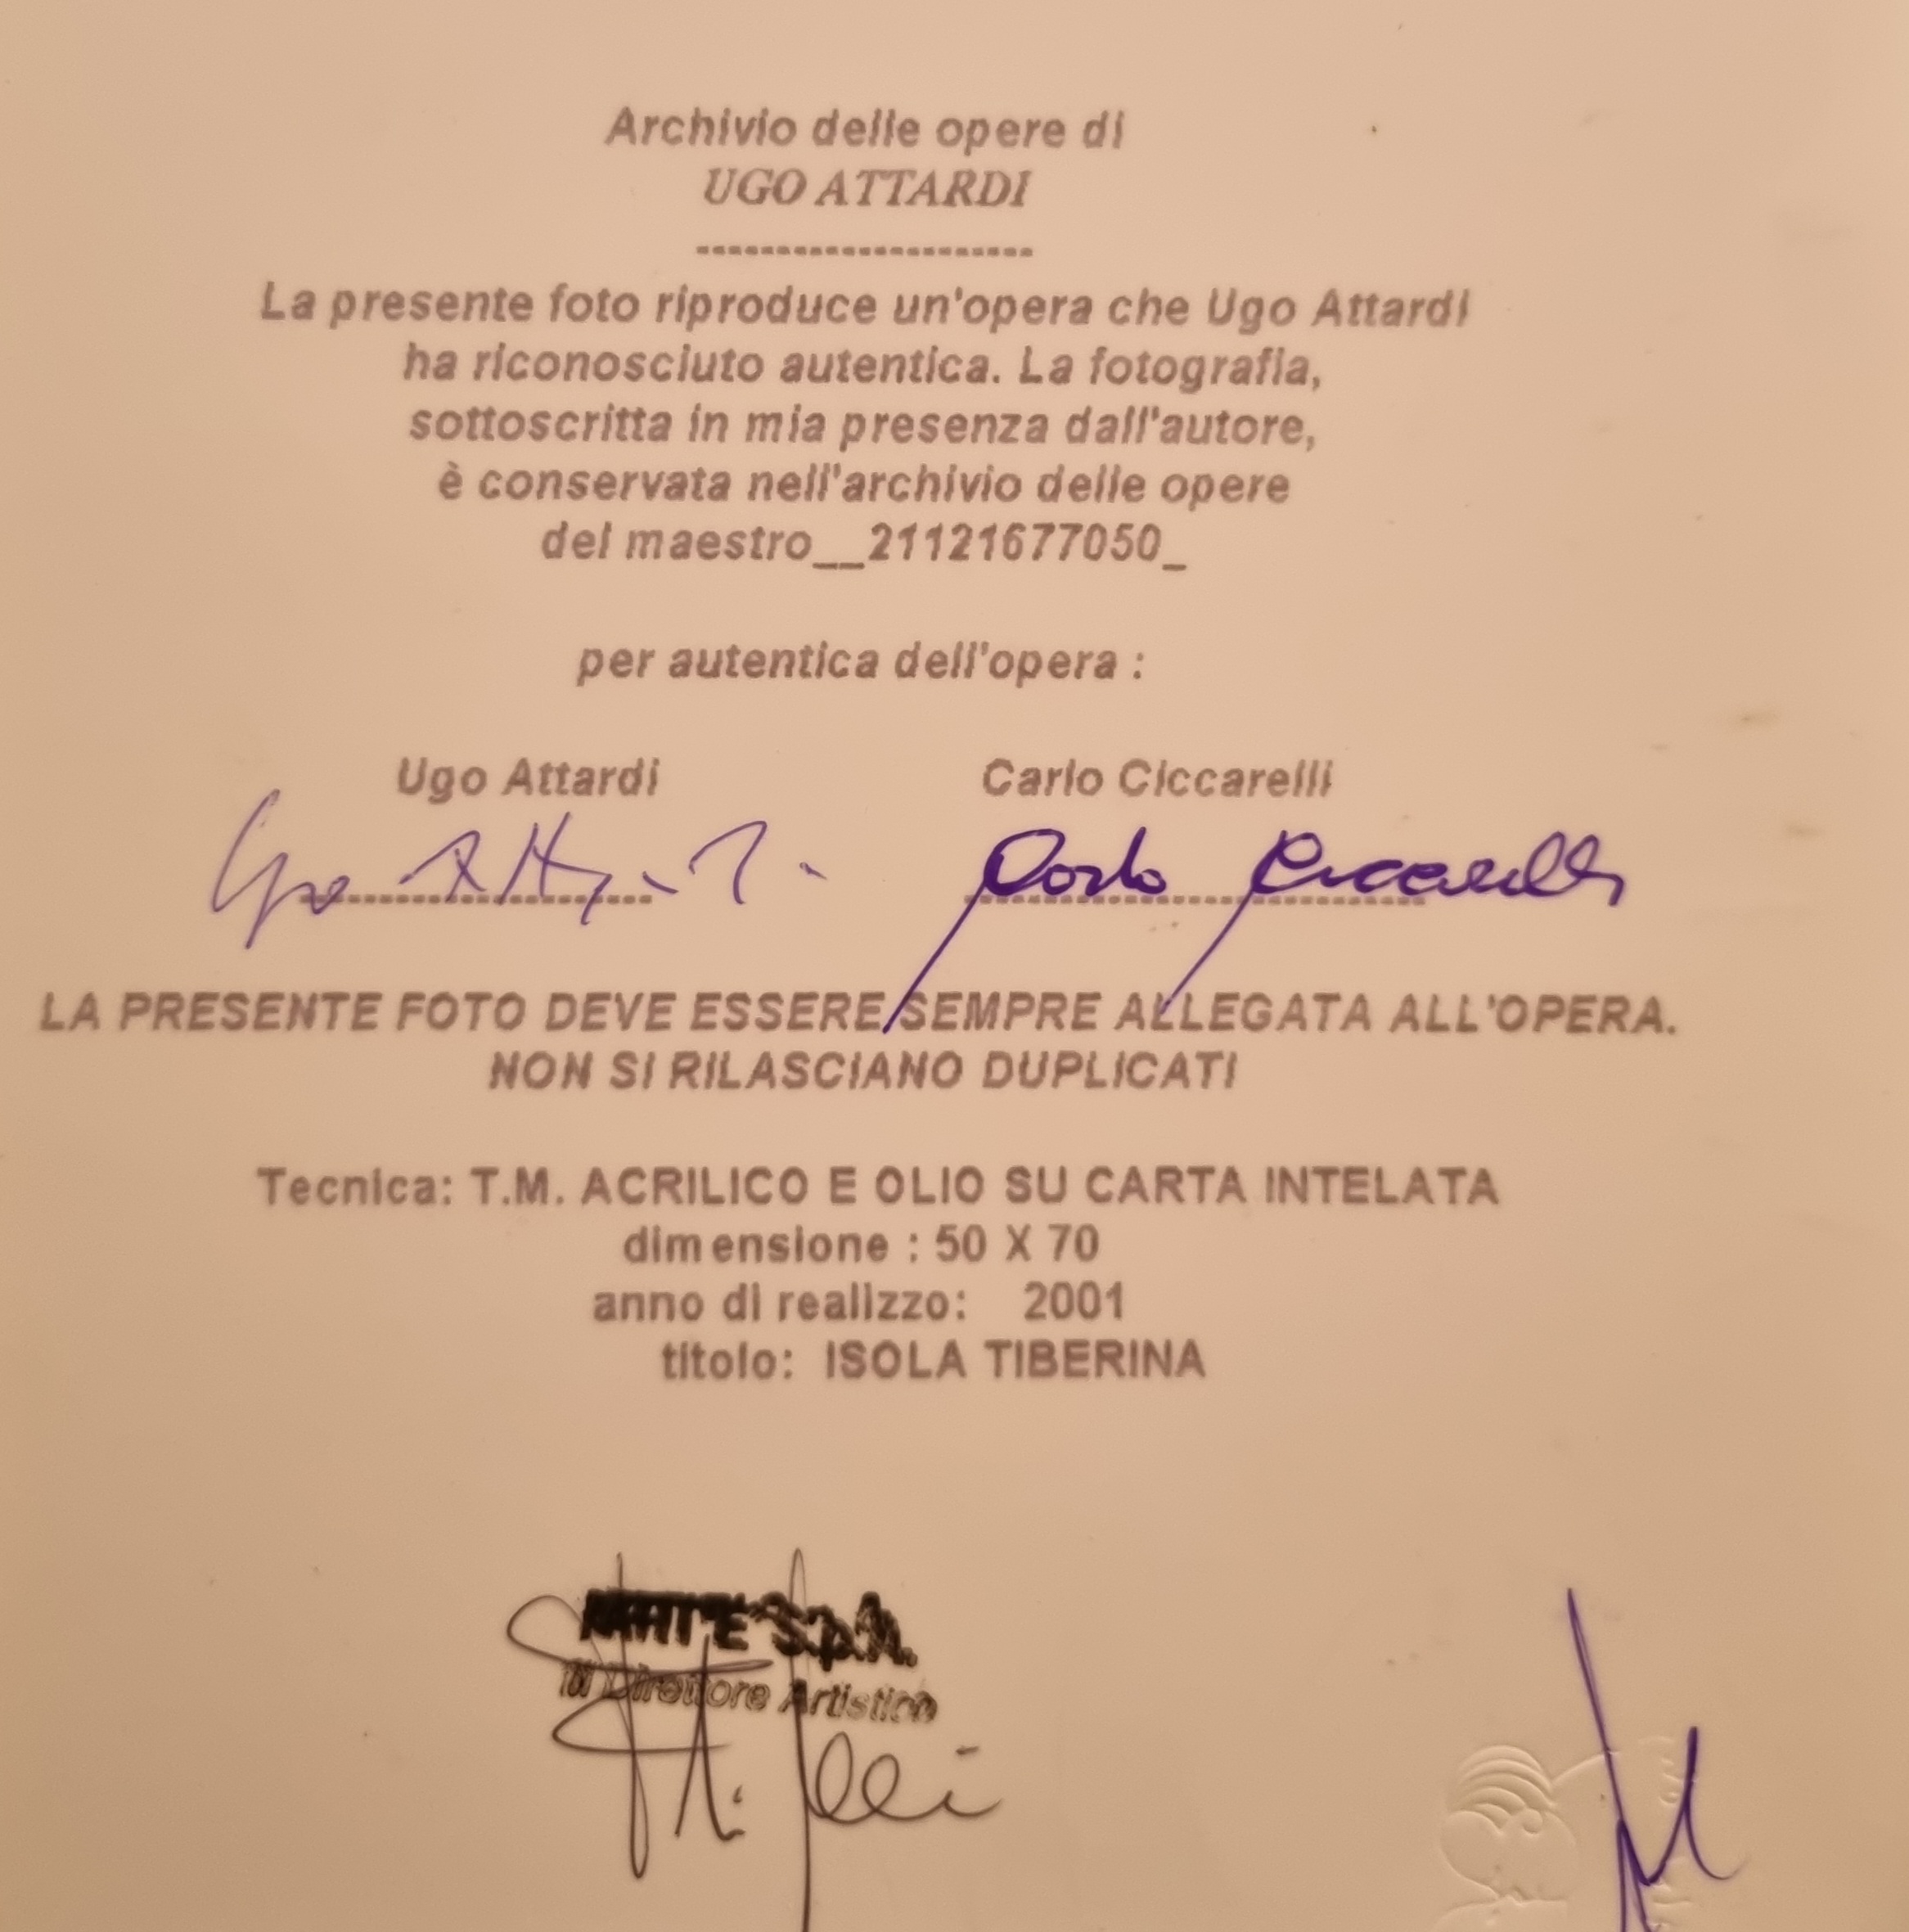 Archivio delle opere di
UGO ATTARDI
---------------------
La presente foto riproduce un'opera che Ugo Attardi
ha riconosciuto autentica. La fotografia,
sottoscritta in mia presenza dall'autore,
è conservata nell'archivio delle opere
del maestro__21121677050_
per autentica dell'opera :
Ugo Attardi Carlo Ciccarelli
Ugo Attardi Carlo Ciccarelli
LA PRESENTE FOTO DEVE ESSERE SEMPRE ALLEGATA ALL'OPERA.
NON SI RILASCIANO DUPLICATI
Tecnica: T.M. ACRILICO E OLIO SU CARTA INTELATA
dimensione : 50 X 70
anno di realizzo: 2001
titolo: ISOLA TIBERINA
S.p.A.
Il Direttore Artistico